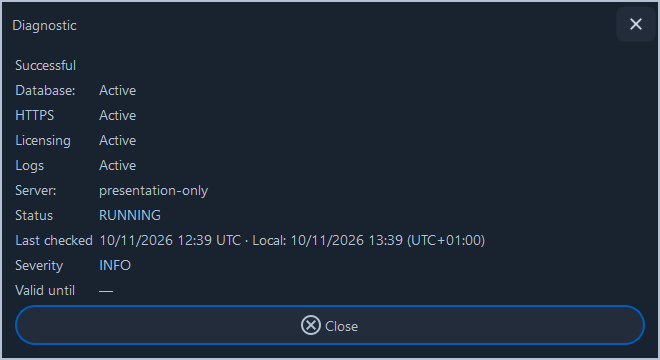 Diagnostic
Successful
Database: Active
HTTPS Active
Licensing Active
Logs Active
Server: presentation-only
Status RUNNING
Last checked 10/11/2026 12:39 UTC · Local: 10/11/2026 13:39 (UTC+01:00)
Severity INFO
Valid until —
Close